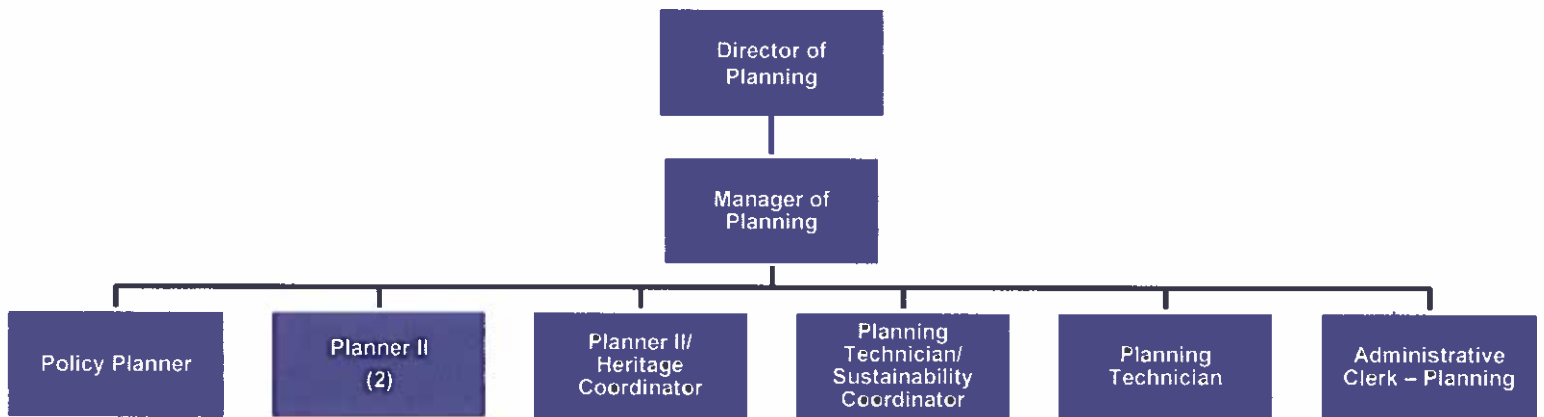 Director of
Planning
Manager of
Planning
Policy Planner
Planner II
(2)
Planner II/
Heritage
Coordinator
Planning
Technician/
Sustainability
Coordinator
Planning
Technician
Administrative
Clerk – Planning